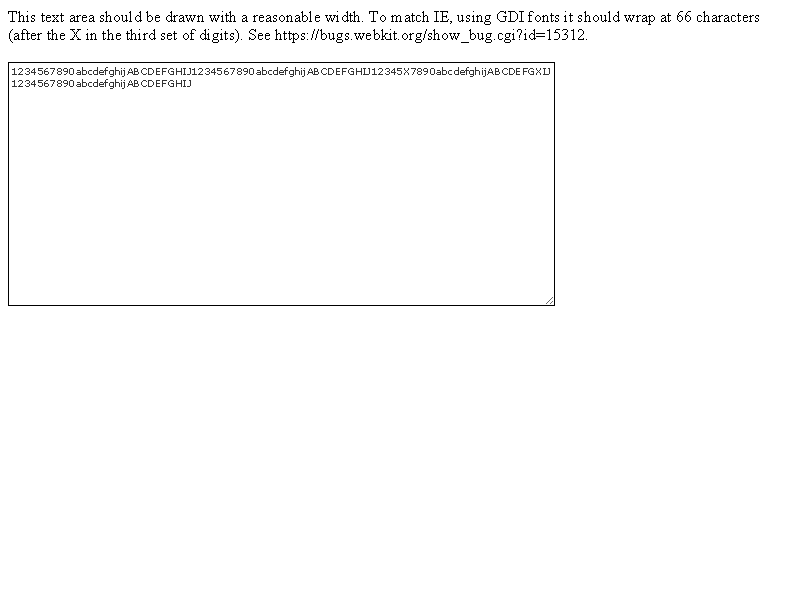 This text area should be drawn with a reasonable width. To match IE, using GDI fonts it should wrap at 66 characters
(after the X in the third set of digits). See https://bugs.webkit.org/show_bug.cgi?id=15312.
1234567890abcdefghijABCDEFGHIJ1234567890abcdefghijABCDEFGHIJ12345X7890abcdefghijABCDEFGXIJ
1234567890abcdefghijABCDEFGHIJ